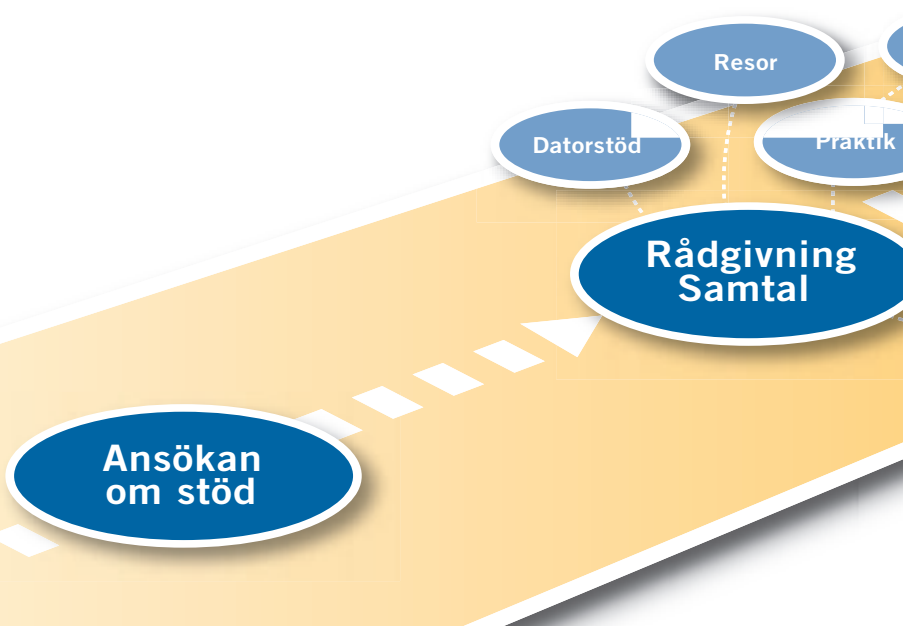 Resor
Datorstöd
Praktik
Rådgivning
Samtal
Ansökan
om stöd